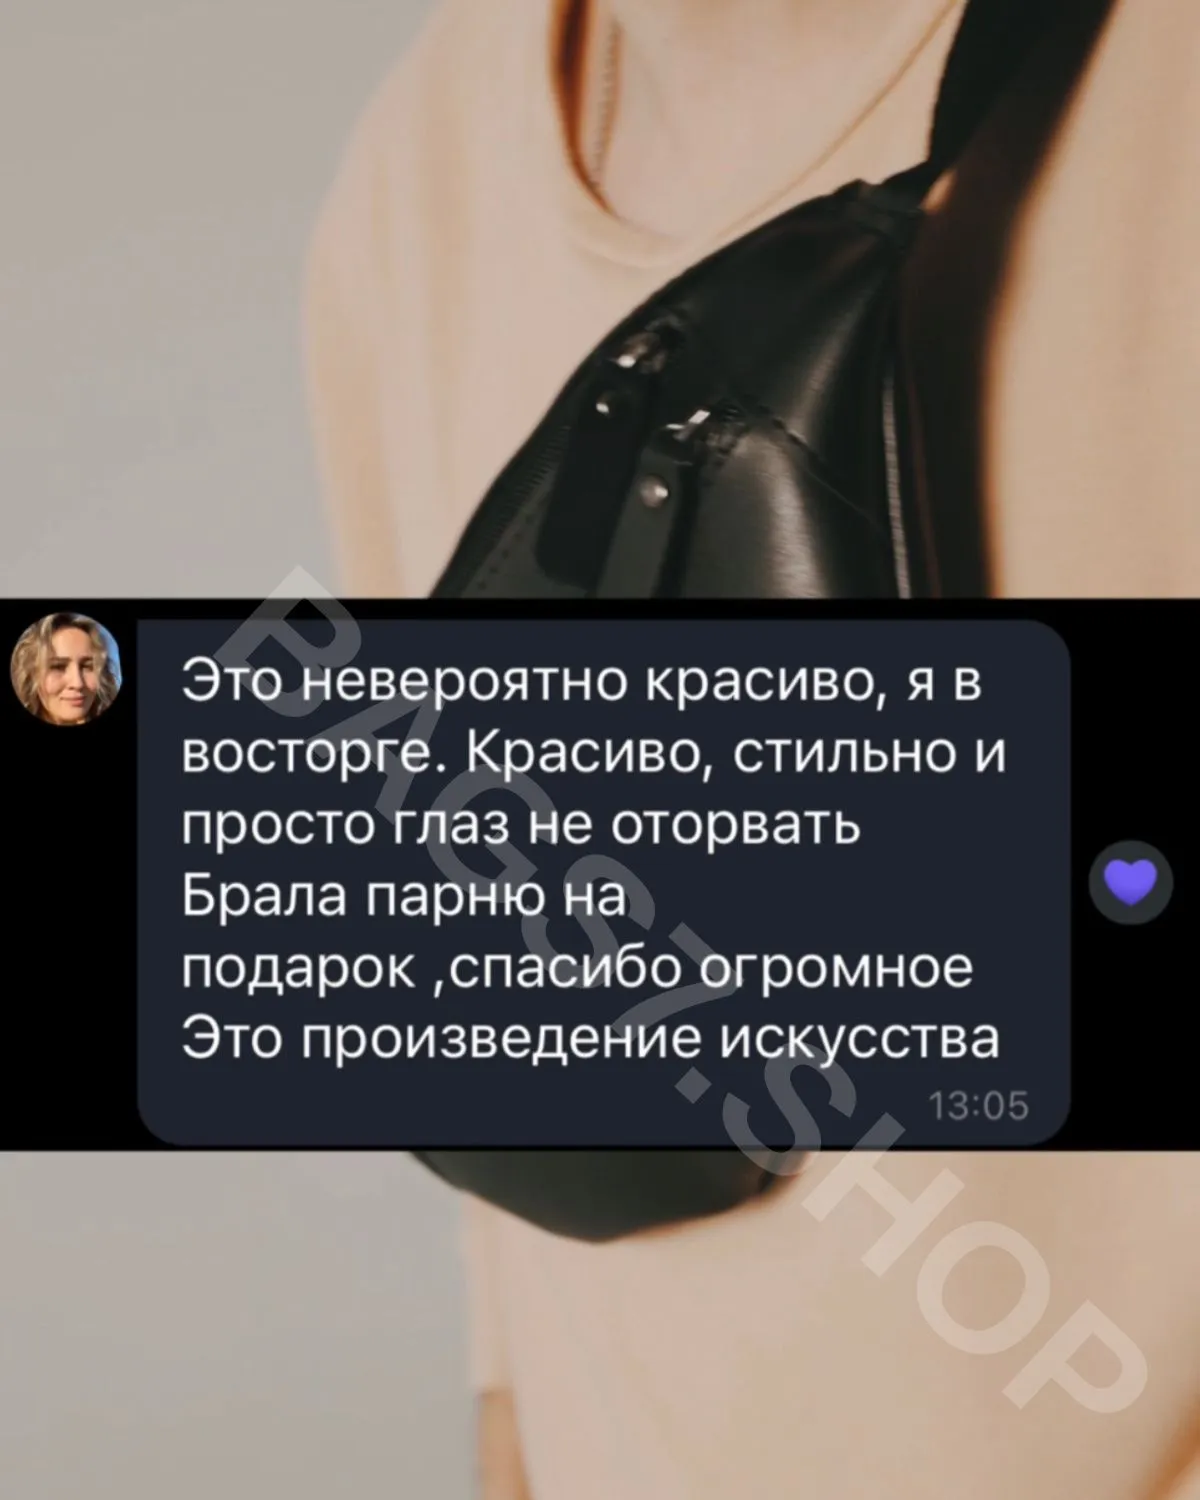 Это невероятно красиво, я в
восторге. Красиво, стильно и
просто глаз не оторвать
Брала парню на
подарок ,спасибо огромное
Это произведение искусства
13:05
BAGS7.SHOP